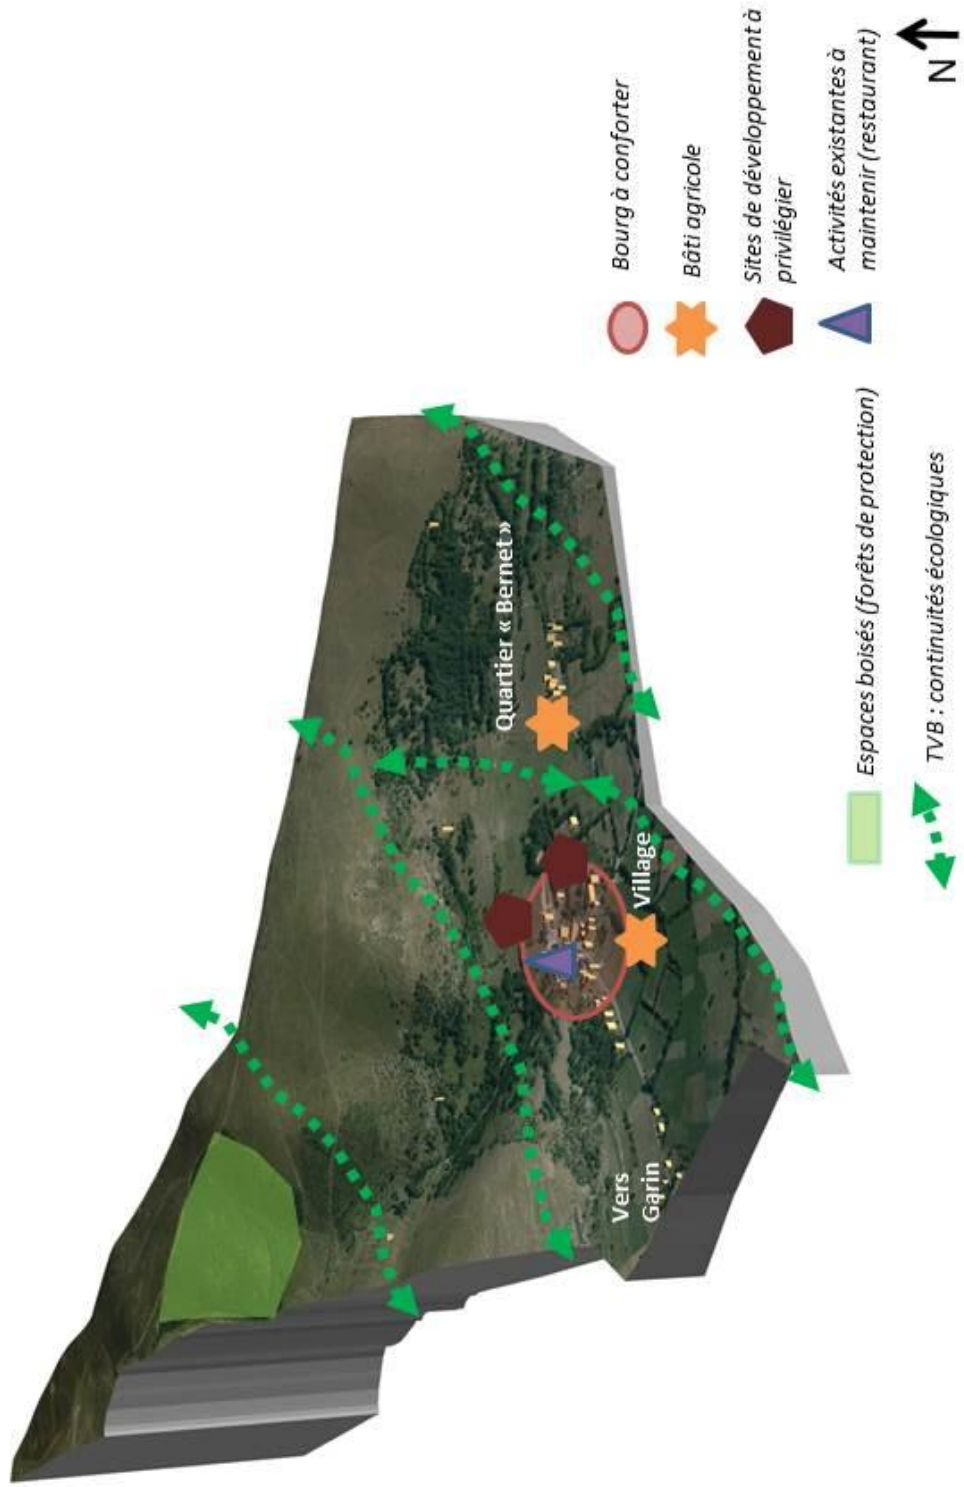 Quartier « Bernet »
Village
Vers
Garin
Bourg à conforter
Bâti agricole
Sites de développement à
privilégier
Activités existantes à
maintenir (restaurant)
Espaces boisés (forêts de protection)
TVB : continuités écologiques
N